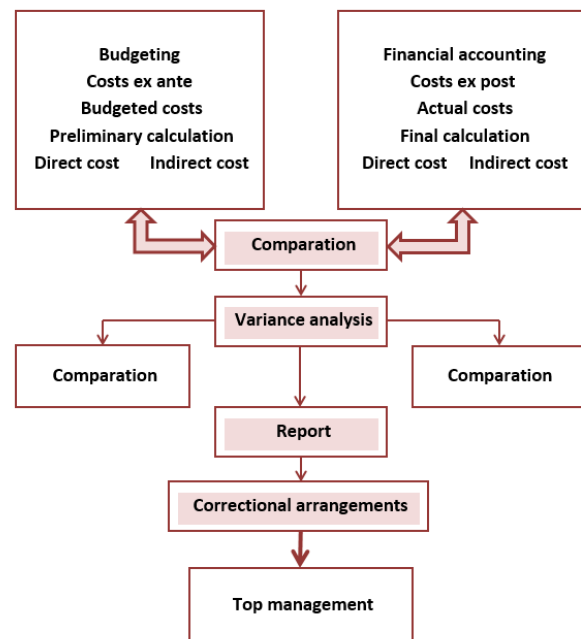 Budgeting
Costs ex ante
Budgeted costs
Preliminary calculation
Direct cost Indirect cost
Financial accounting
Costs ex post
Actual costs
Final calculation
Direct cost Indirect cost
Comparation
Variance analysis
Comparation
Comparation
Report
Correctional arrangements
Top management